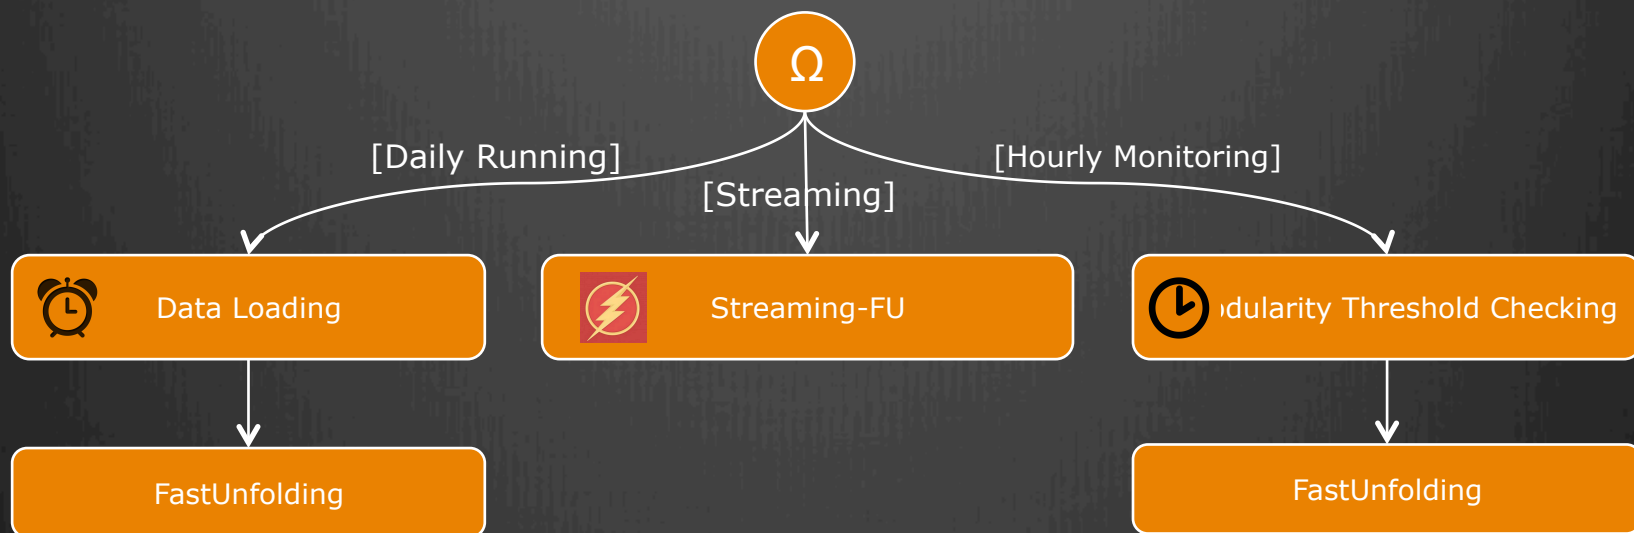 Ω
[Daily Running]
[Hourly Monitoring]
[Streaming]
Data Loading
Streaming-FU
dularity Threshold Checking
FastUnfolding
FastUnfolding